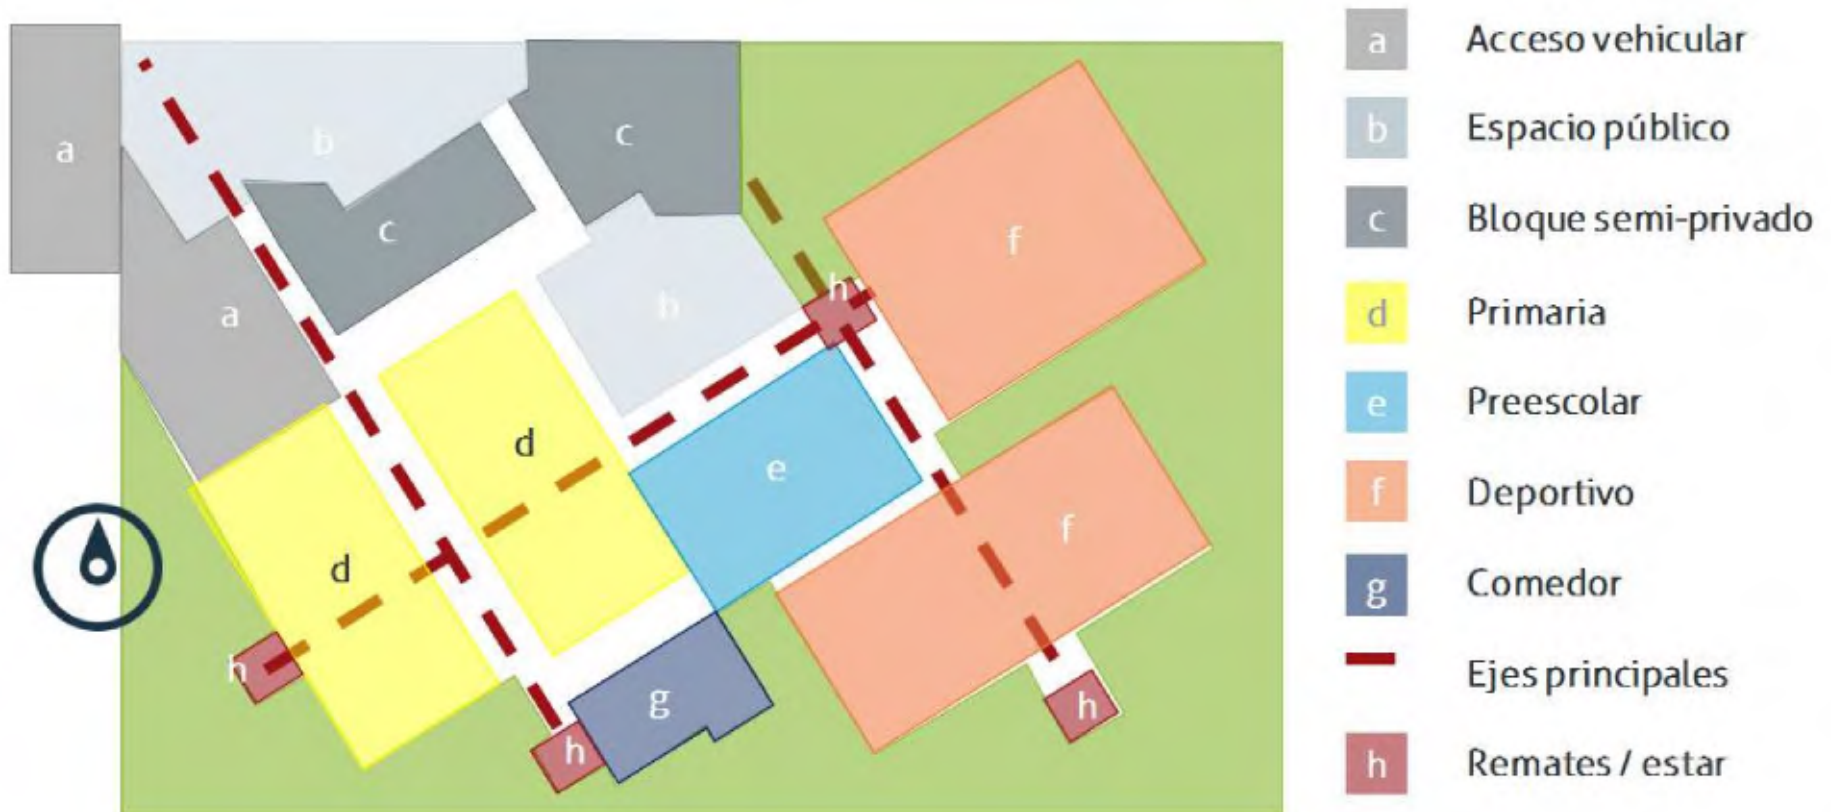 a
b
c
a
c
b
h
f
d
e
f
d
h
g
h
h
a Acceso vehicular
b Espacio público
c Bloque semi-privado
d Primaria
e Preescolar
f Deportivo
g Comedor
Ejes principales
h Remates / estar